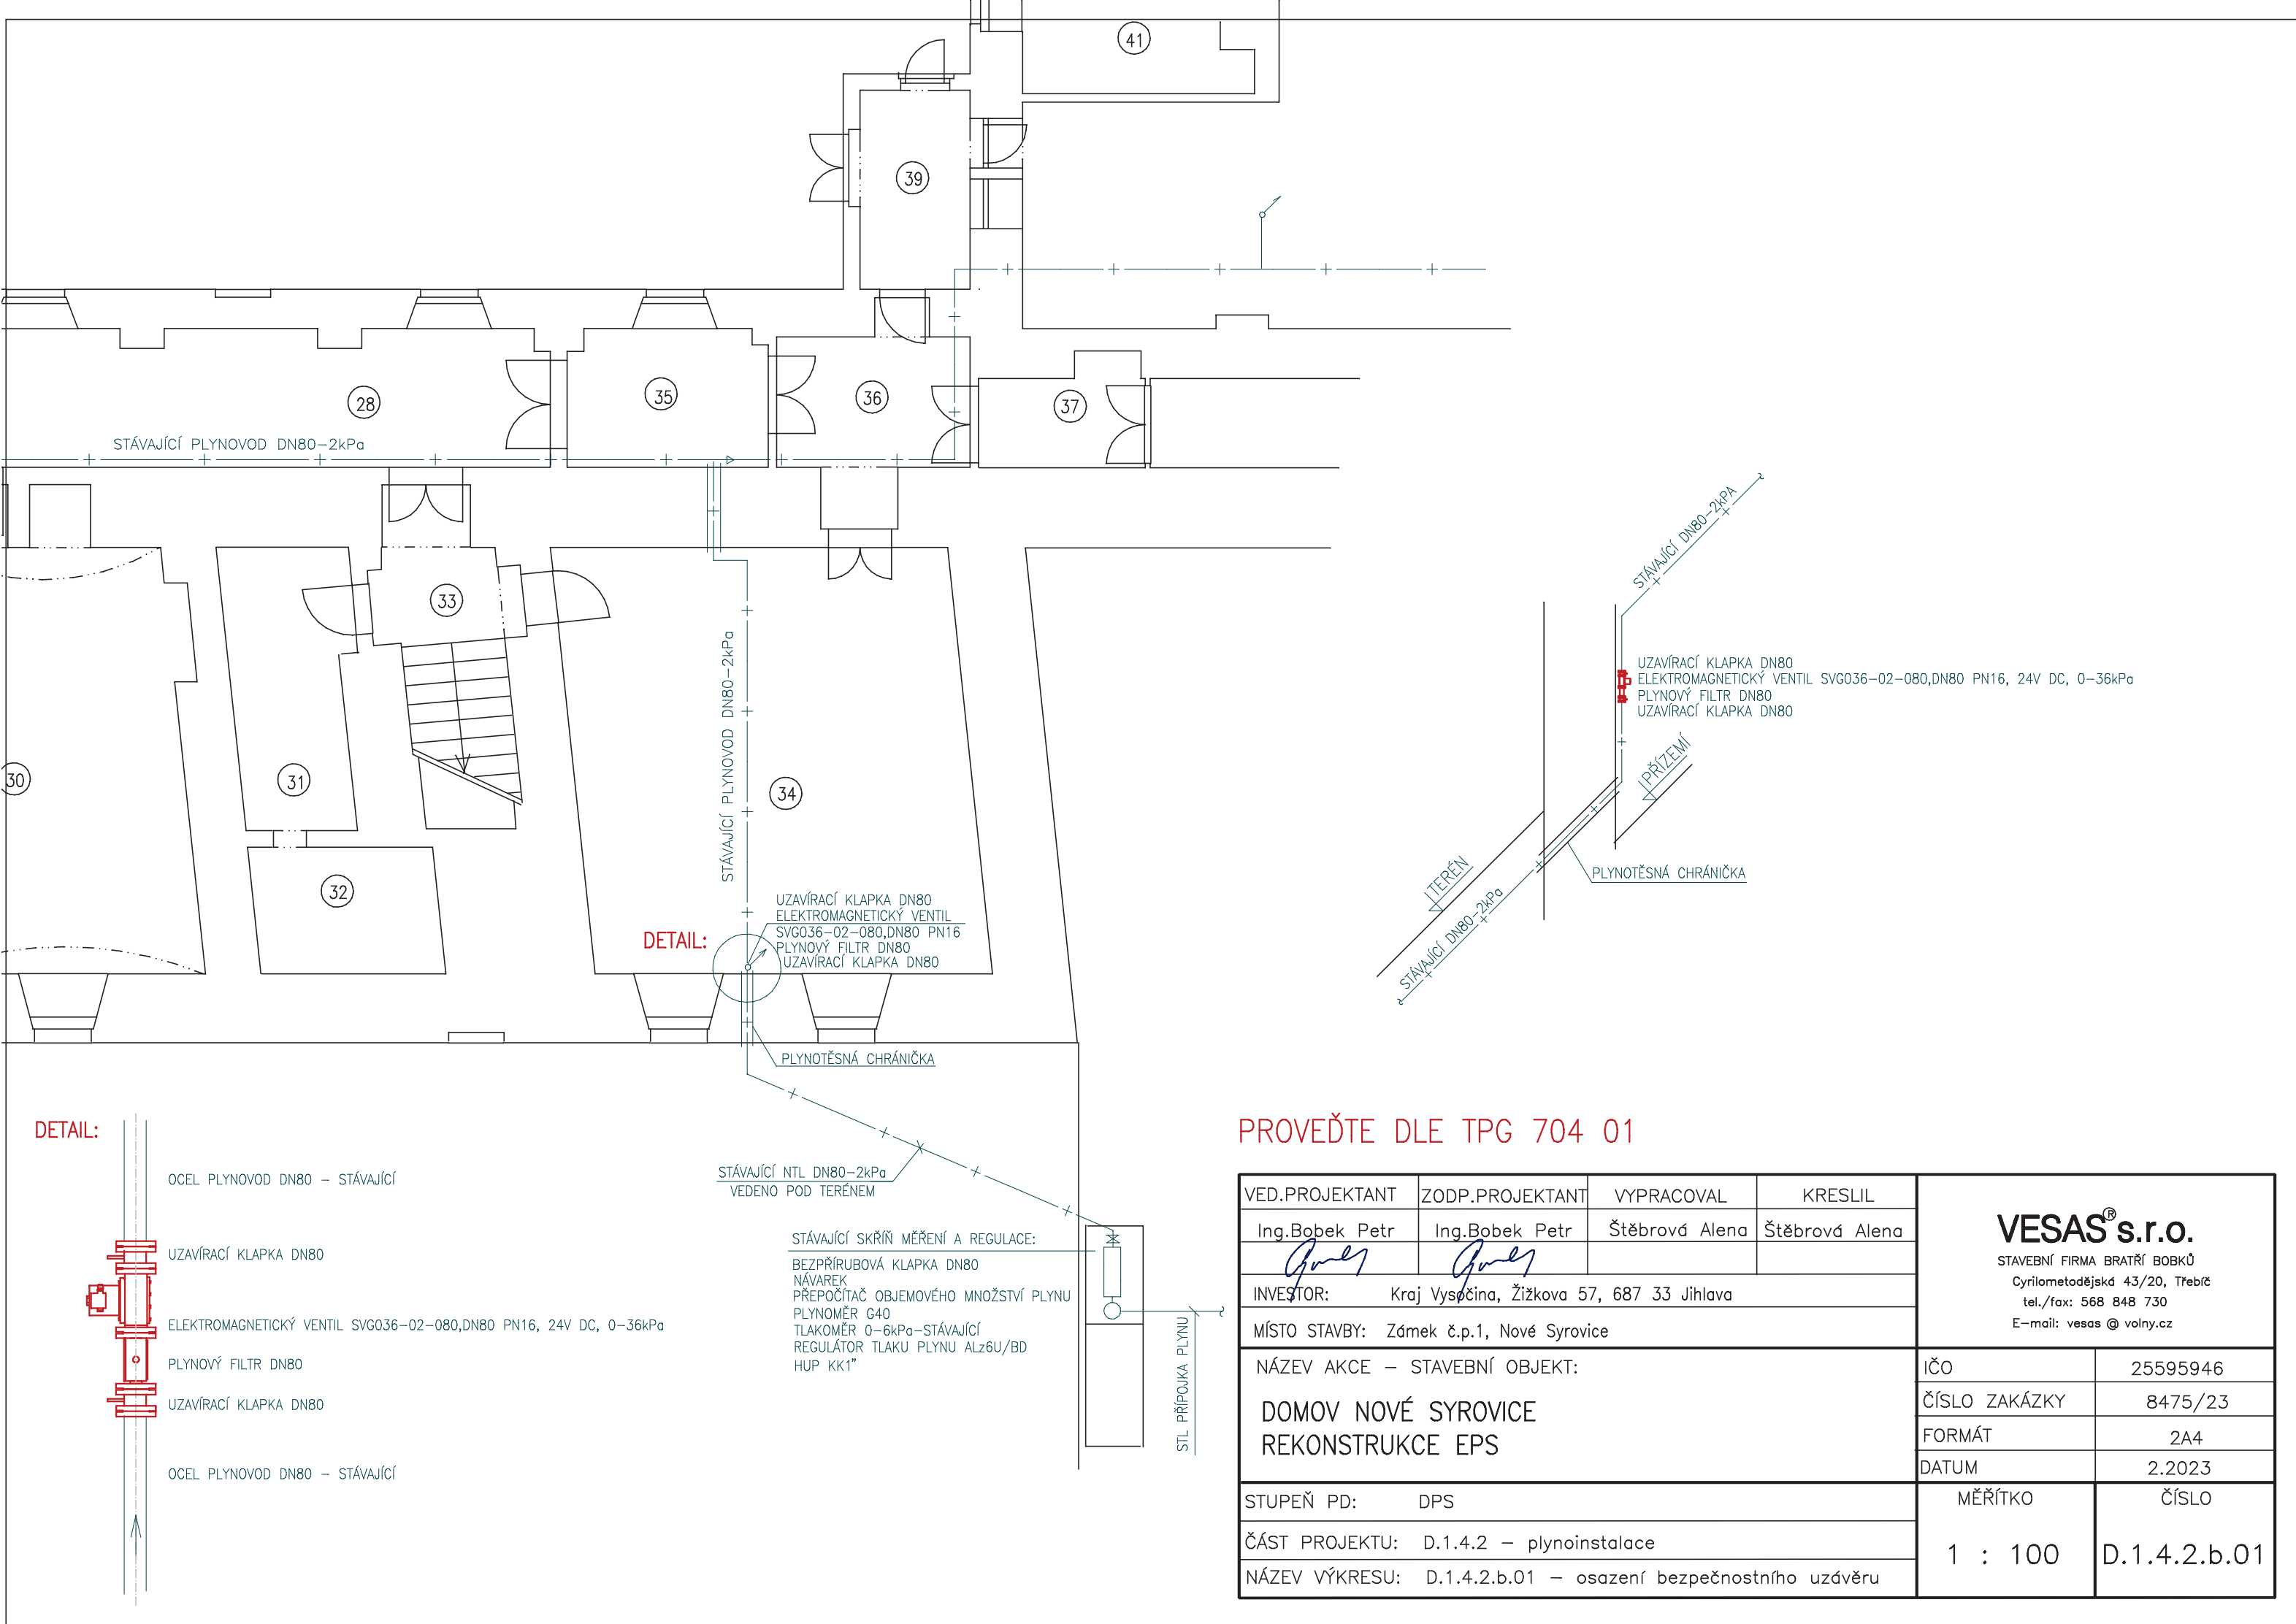 41
39
28
35
36
37
STÁVAJÍCÍ PLYNOVOD DN80-2kPa
33
30
31
32
34
STÁVAJÍCÍ PLYNOVOD DN80-2kPa
UZAVÍRACÍ KLAPKA DN80
ELEKTROMAGNETICKÝ VENTIL
SVG036-02-080,DN80 PN16
PLYNOVÝ FILTR DN80
UZAVÍRACÍ KLAPKA DN80
DETAIL:
PLYNOTĚSNÁ CHRÁNIČKA
STÁVAJÍCÍ DN80-2kPA
UZAVÍRACÍ KLAPKA DN80
ELEKTROMAGNETICKÝ VENTIL SVG036-02-080,DN80 PN16, 24V DC, 0-36kPa
PLYNOVÝ FILTR DN80
UZAVÍRACÍ KLAPKA DN80
PŘÍZEMÍ
TERÉN
PLYNOTĚSNÁ CHRÁNIČKA
STÁVAJÍCÍ DN80-2kPa
DETAIL:
OCEL PLYNOVOD DN80 - STÁVAJÍCÍ
UZAVÍRACÍ KLAPKA DN80
ELEKTROMAGNETICKÝ VENTIL SVG036-02-080,DN80 PN16, 24V DC, 0-36kPa
PLYNOVÝ FILTR DN80
UZAVÍRACÍ KLAPKA DN80
OCEL PLYNOVOD DN80 - STÁVAJÍCÍ
STÁVAJÍCÍ NTL DN80-2kPa
VEDENO POD TERÉNEM
STÁVAJÍCÍ SKŘÍŇ MĚŘENÍ A REGULACE:
BEZPŘÍRUBOVÁ KLAPKA DN80
NÁVAREK
PŘEPOČÍTAČ OBJEMOVÉHO MNOŽSTVÍ PLYNU
PLYNOMĚR G40
TLAKOMĚR 0-6kPa-STÁVAJÍCÍ
REGULÁTOR TLAKU PLYNU ALz6U/BD
HUP KK1"
STL PŘÍPOJKA PLYNU
PROVEĎTE DLE TPG 704 01
VED.PROJEKTANT ZODP.PROJEKTANT VYPRACOVAL KRESLIL
Ing.Bobek Petr Ing.Bobek Petr Štěbrová Alena Štěbrová Alena
INVESTOR: Kraj Vysočina, Žižkova 57, 687 33 Jihlava
MÍSTO STAVBY: Zámek č.p.1, Nové Syrovice
VESAS® s.r.o.
STAVEBNÍ FIRMA BRATŘÍ BOBKŮ
Cyrilometodějská 43/20, Třebíč
tel./fax: 568 848 730
E-mail: vesas @ volny.cz
NÁZEV AKCE - STAVEBNÍ OBJEKT:
DOMOV NOVÉ SYROVICE
REKONSTRUKCE EPS
IČO 25595946
ČÍSLO ZAKÁZKY 8475/23
FORMÁT 2A4
DATUM 2.2023
STUPEŇ PD: DPS
ČÁST PROJEKTU: D.1.4.2 - plynoinstalace
NÁZEV VÝKRESU: D.1.4.2.b.01 - osazení bezpečnostního uzávěru
MĚŘÍTKO ČÍSLO
1 : 100 D.1.4.2.b.01